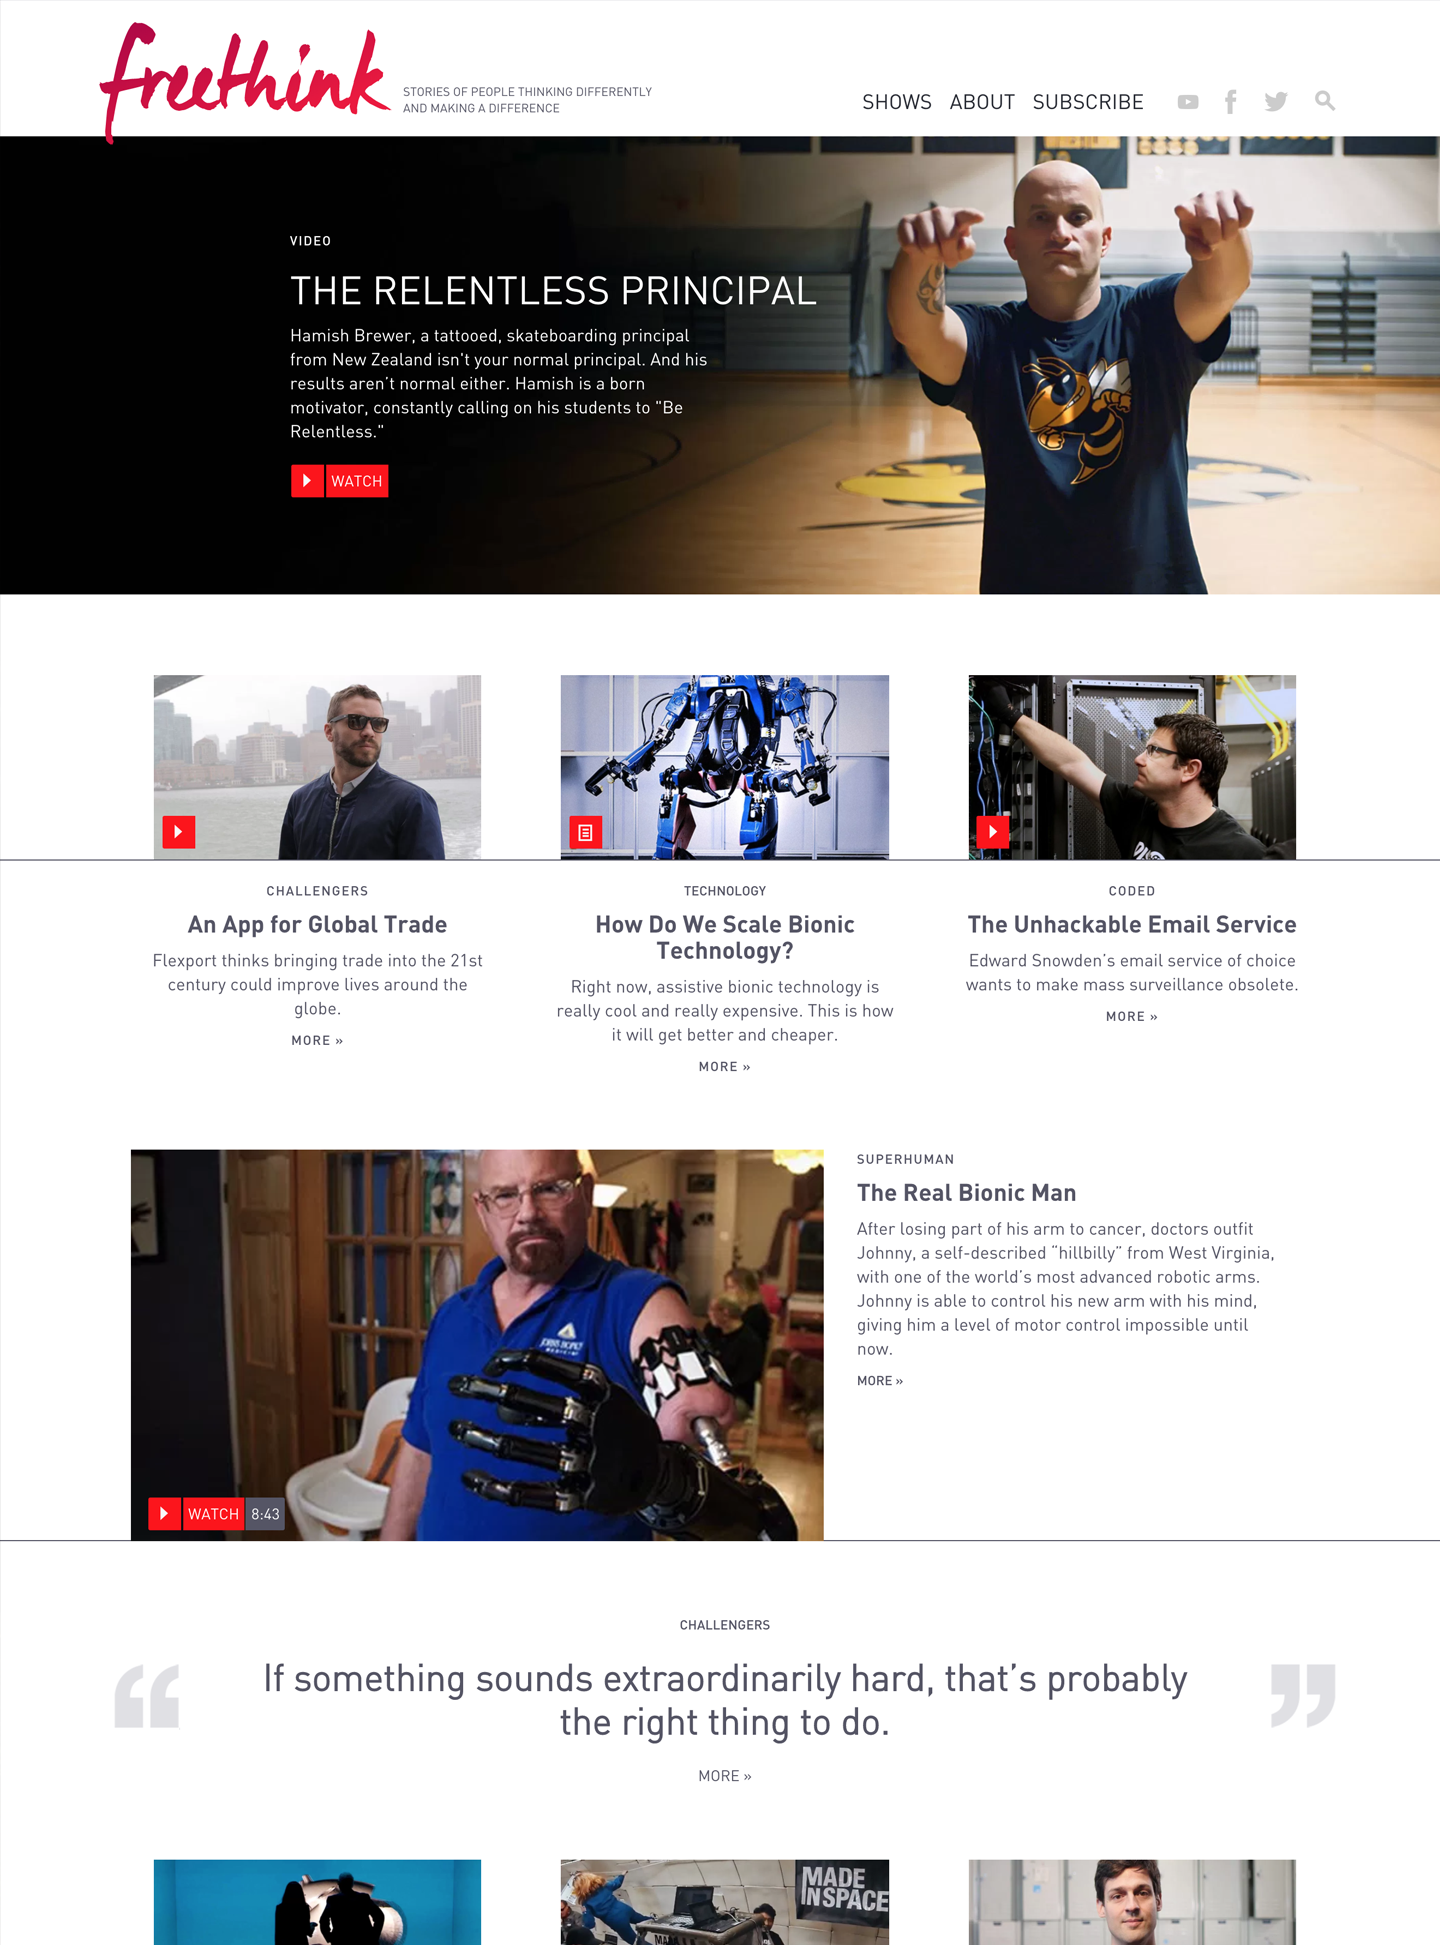 freethink
STORIES OF PEOPLE THINKING DIFFERENTLY
AND MAKING A DIFFERENCE
SHOWS ABOUT SUBSCRIBE
VIDEO
THE RELENTLESS PRINCIPAL
Hamish Brewer, a tattooed, skateboarding principal
from New Zealand isn't your normal principal. And his
results aren't normal either. Hamish is a born
motivator, constantly calling on his students to "Be
Relentless."
WATCH
CHALLENGERS
An App for Global Trade
Flexport thinks bringing trade into the 21st
century could improve lives around the
globe.
MORE »
TECHNOLOGY
How Do We Scale Bionic
Technology?
Right now, assistive bionic technology is
really cool and really expensive. This is how
it will get better and cheaper.
MORE »
CODED
The Unhackable Email Service
Edward Snowden’s email service of choice
wants to make mass surveillance obsolete.
MORE »
WATCH 8:43
SUPERHUMAN
The Real Bionic Man
After losing part of his arm to cancer, doctors outfit
Johnny, a self-described “hillbilly” from West Virginia,
with one of the world’s most advanced robotic arms.
Johnny is able to control his new arm with his mind,
giving him a level of motor control impossible until
now.
MORE »
CHALLENGERS
“ If something sounds extraordinarily hard, that’s probably ”
the right thing to do.
MORE »
MADE
IN SPACE